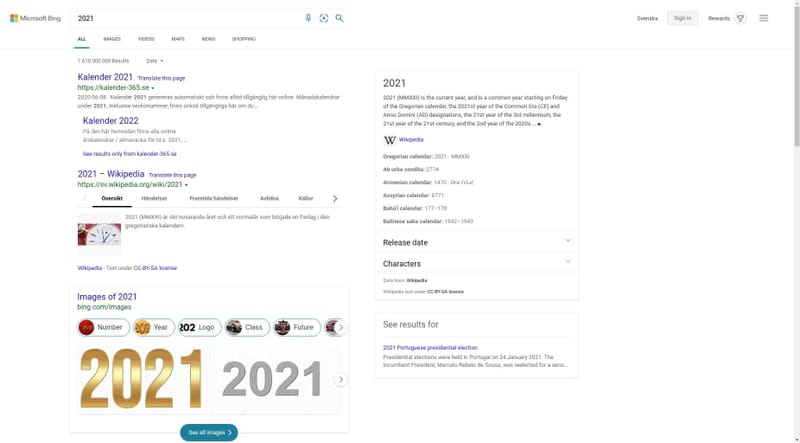 Microsoft Bing
2021
Svenska
Sign in
Rewards
ALL
IMAGES
VIDEOS
MAPS
NEWS
SHOPPING
1 610 000 000 Results
Date
Kalender 2021
Translate this page
https://kalender-365.se
2020-06-08 · Kalender 2021 genereras automatiskt och finns alltid tillgänglig här online. Månadskalendrar
under 2021, inklusive veckonummer, finns också tillgängliga här om du...
Kalender 2022
På den här hemsidan finns alla online
årskalendrar / almanacka för bl.a. 2021, ...
See results only from kalender-365.se
2021 – Wikipedia
Translate this page
https://sv.wikipedia.org/wiki/2021
Översikt
Händelser
Framtida händelser
Avlidna
Källor
2021 (MMXXI) är det nuvarande året och ett normalår som började en fredag i den
gregorianska kalendern.
Wikipedia · Text under CC-BY-SA license
Images of 2021
bing.com/images
Number
Year
202
Logo
Class
Future
2021
2021
See all images
2021
2021 (MMXXI) is the current year, and is a common year starting on Friday
of the Gregorian calendar, the 2021st year of the Common Era (CE) and
Anno Domini (AD) designations, the 21st year of the 3rd millennium, the
21st year of the 21st century, and the 2nd year of the 2020s ...
W Wikipedia
Gregorian calendar: 2021 · MMXXI
Ab urbe condita: 2774
Armenian calendar: 1470 ·
Assyrian calendar: 6771
Bahá'í calendar: 177–178
Balinese saka calendar: 1942–1943
Release date
Characters
Data from: Wikipedia
Wikipedia text under CC-BY-SA license
See results for
2021 Portuguese presidential election
Presidential elections were held in Portugal on 24 January 2021. The
incumbent President, Marcelo Rebelo de Sousa, was reelected for a seco...